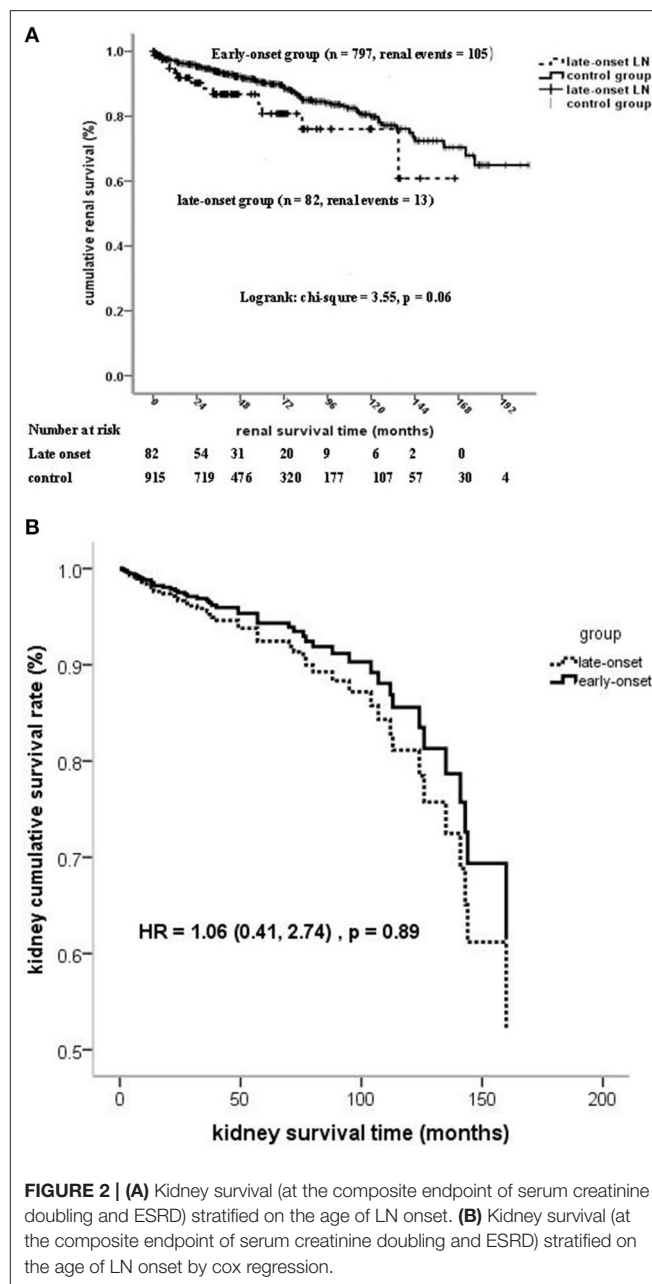 A
Early-onset group (n = 797, renal events = 105)
late-onset LN
control group
late-onset LN
control group
cumulative renal survival (%)
1.0
0.8
0.6
0.4
0.2
0.0
late-onset group (n = 82, renal events = 13)
Logrank: chi-squre = 3.55, p = 0.06
0 24 48 72 96 120 144 168 192
Number at risk renal survival time (months)
Late onset 82 54 31 20 9 6 2 0
control 915 719 476 320 177 107 57 30 4
B
1.0
0.9
0.8
0.7
0.6
0.5
kidney cumulative survival rate (%)
group
late-onset
early-onset
HR = 1.06 (0.41, 2.74) , p = 0.89
0 50 100 150 200
kidney survival time (months)
FIGURE 2 | (A) Kidney survival (at the composite endpoint of serum creatinine
doubling and ESRD) stratified on the age of LN onset. (B) Kidney survival (at
the composite endpoint of serum creatinine doubling and ESRD) stratified on
the age of LN onset by cox regression.